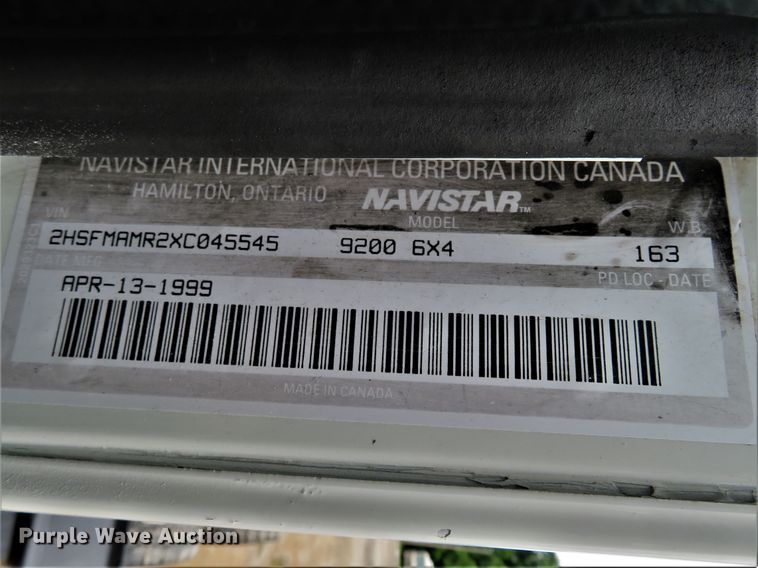 NAVISTAR INTERNATIONAL CORPORATION CANADA
HAMILTON, ONTARIO NAVISTAR™
VIN MODEL W.B.
2HSFMAMR2XC045545 9200 6X4 163
DATE MFG PD LOC - DATE
APR-13-1999
MADE IN CANADA
Purple Wave Auction